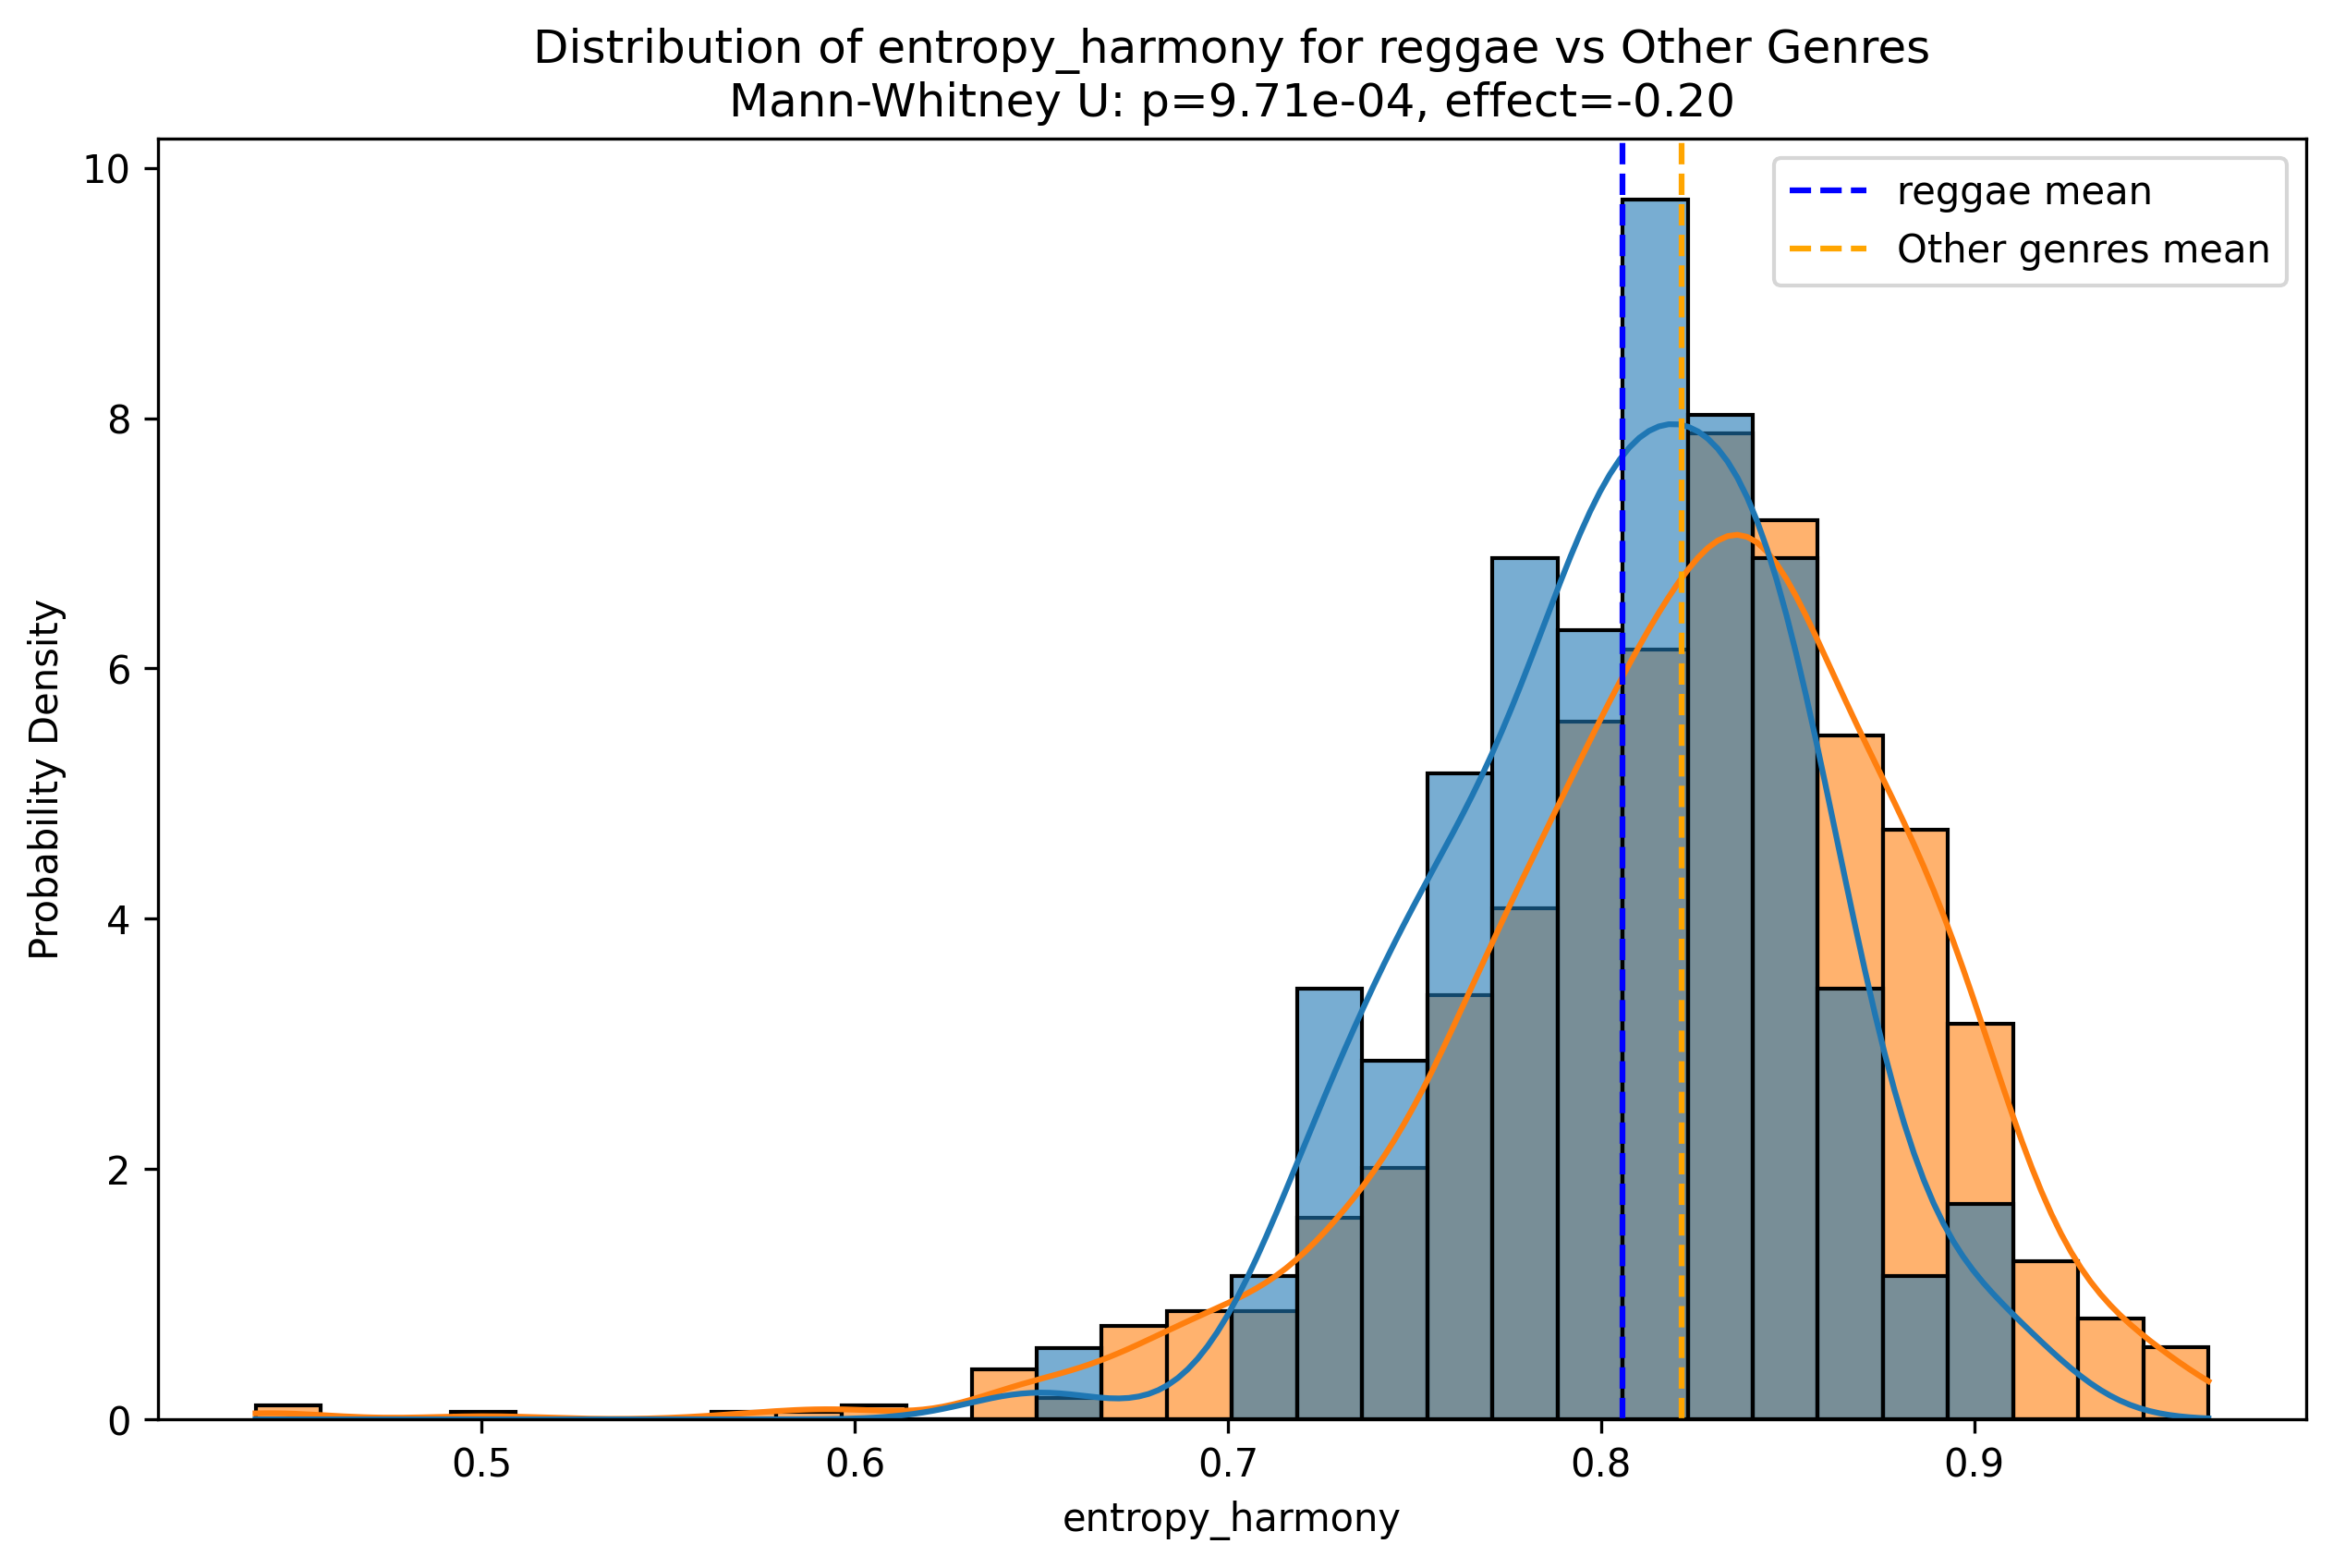 Distribution of entropy_harmony for reggae vs Other Genres
Mann-Whitney U: p=9.71e-04, effect=-0.20
reggae mean
Other genres mean
Probability Density
10
8
6
4
2
0
0.5
0.6
0.7
0.8
0.9
entropy_harmony